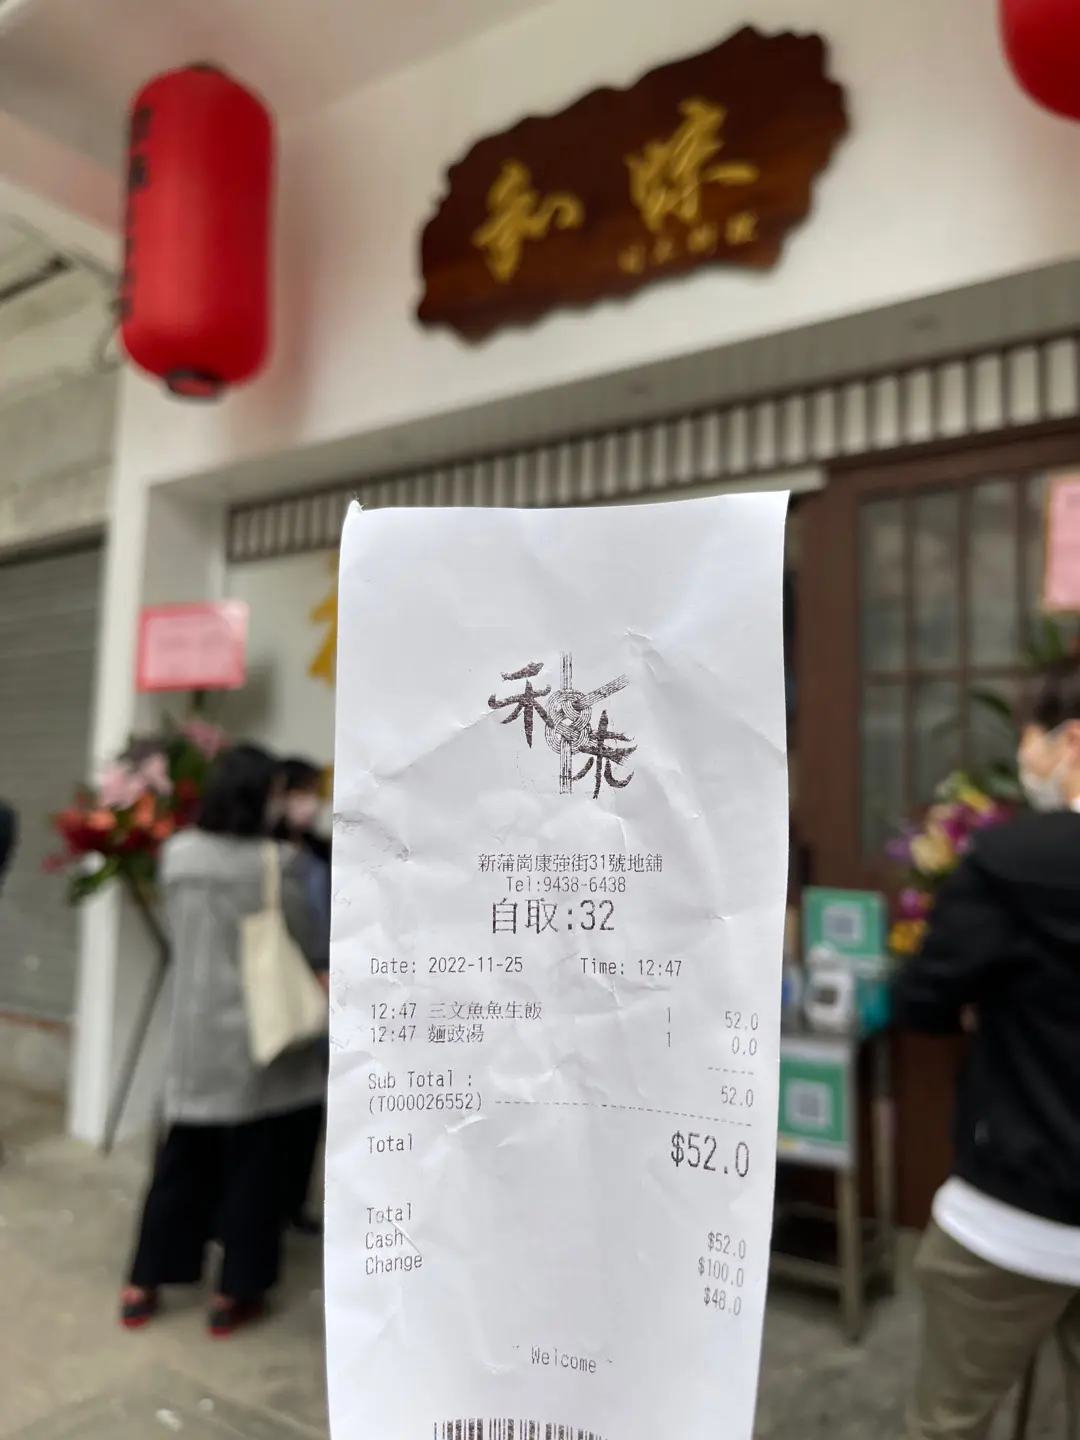 和味
和味
新蒲崗康強街31號地舖
Tel:9438-6438
自取:32
Date: 2022-11-25 Time: 12:47
12:47 三文魚魚生飯 1 52.0
12:47 麵豉湯 1 0.0
Sub Total :
(T000026552) 52.0
Total $52.0
Total $52.0
Cash $100.0
Change $48.0
~ Welcome ~